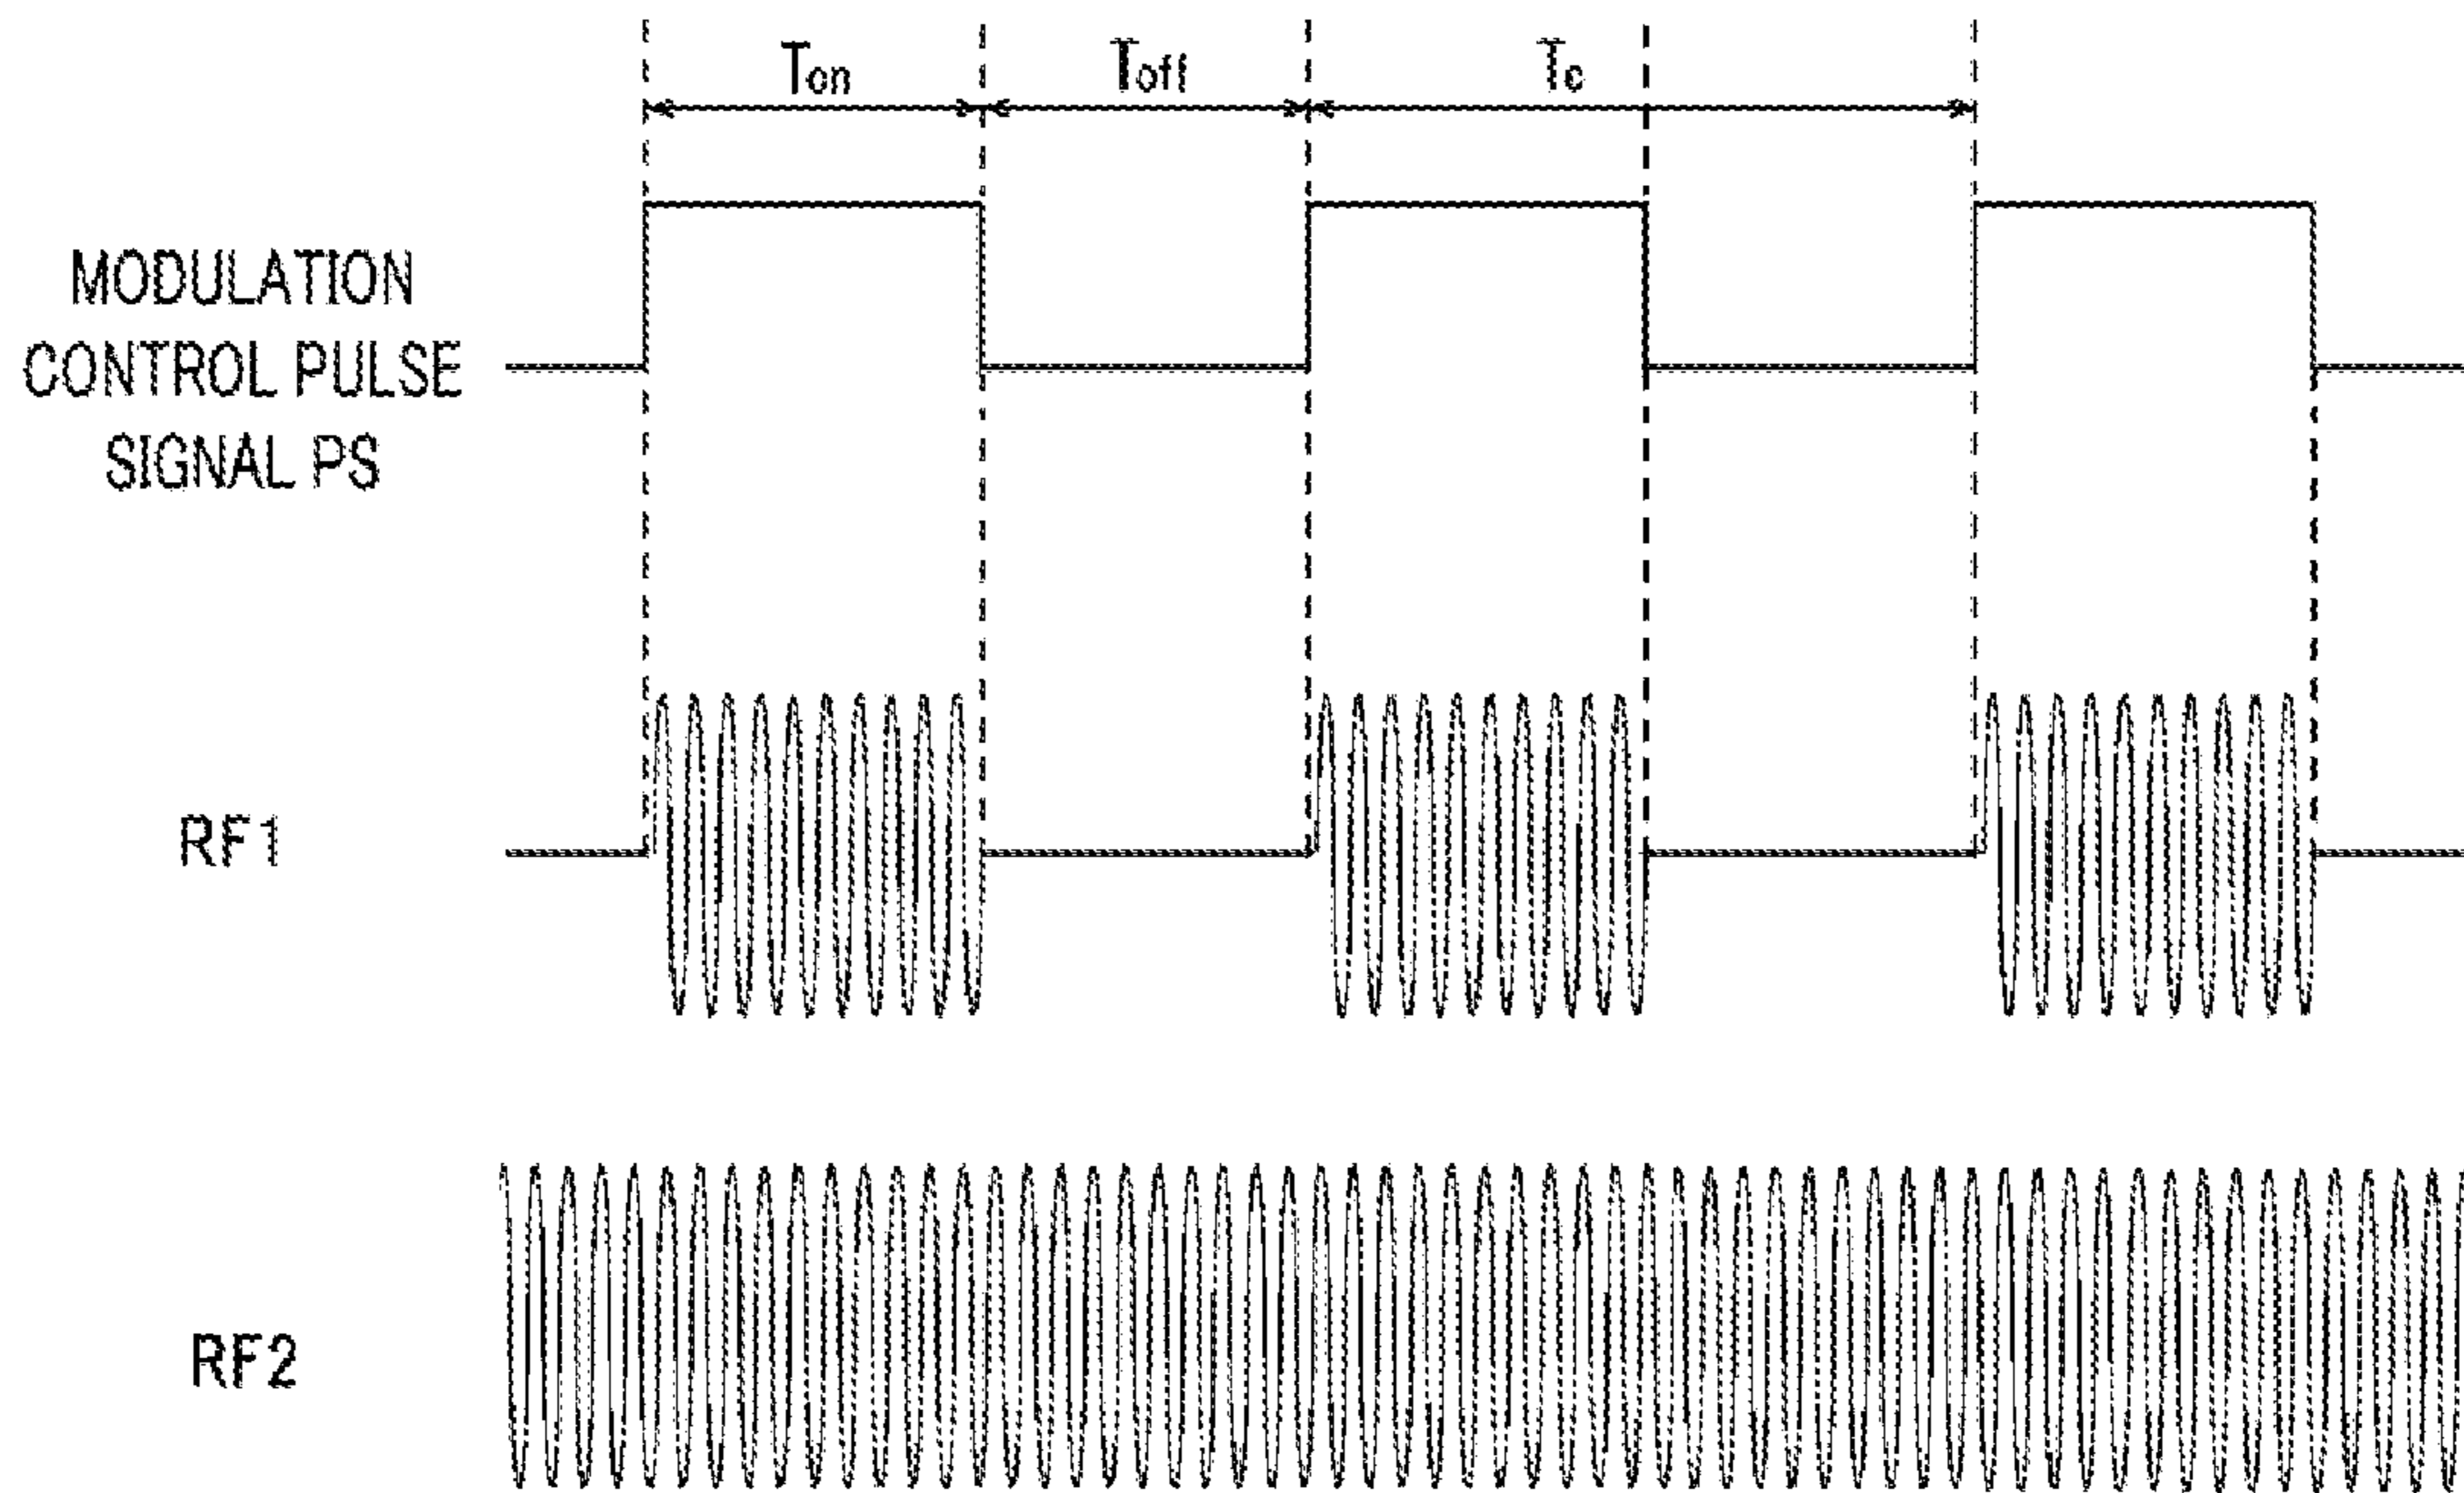 Ton Toff Tc
MODULATION
CONTROL PULSE
SIGNAL PS
RF1
RF2